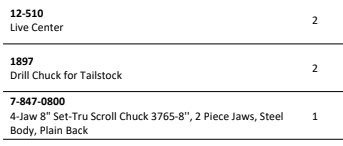 12-510
Live Center
2
1897
Drill Chuck for Tailstock
2
7-847-0800
4-Jaw 8" Set-Tru Scroll Chuck 3765-8'', 2 Piece Jaws, Steel
Body, Plain Back
1